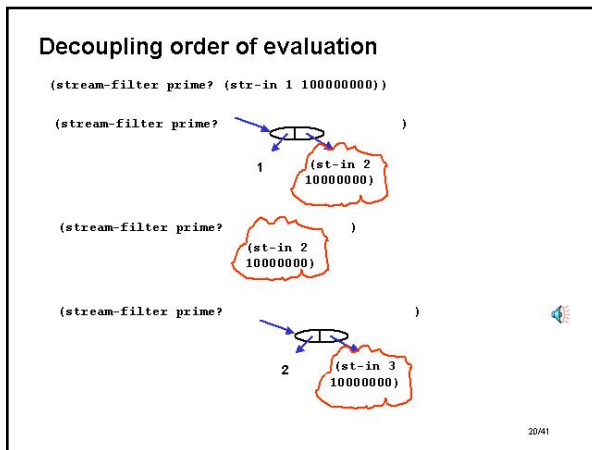 Decoupling order of evaluation
(stream-filter prime? (str-in 1 100000000))
(stream-filter prime? )
1
(st-in 2
10000000)
(stream-filter prime? )
(st-in 2
10000000)
(stream-filter prime? )
2
(st-in 3
10000000)
20/41